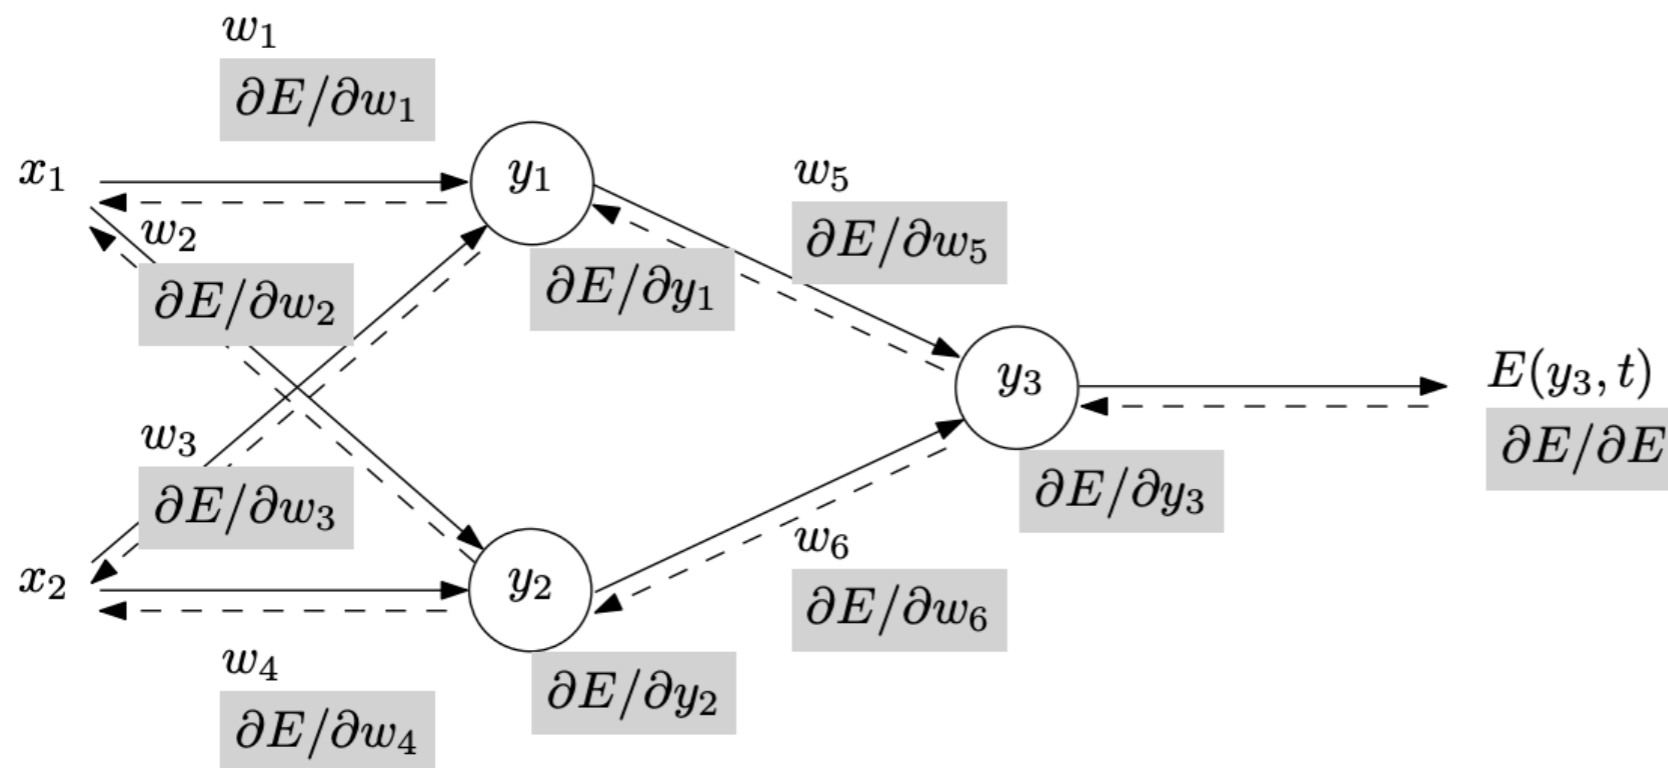 w₁
∂E/∂w₁
x₁
y₁
w₅
∂E/∂w₅
w₂
∂E/∂w₂
∂E/∂y₁
y₃
E(y₃, t)
∂E/∂E
w₃
∂E/∂w₃
∂E/∂y₃
x₂
y₂
w₆
∂E/∂w₆
w₄
∂E/∂w₄
∂E/∂y₂